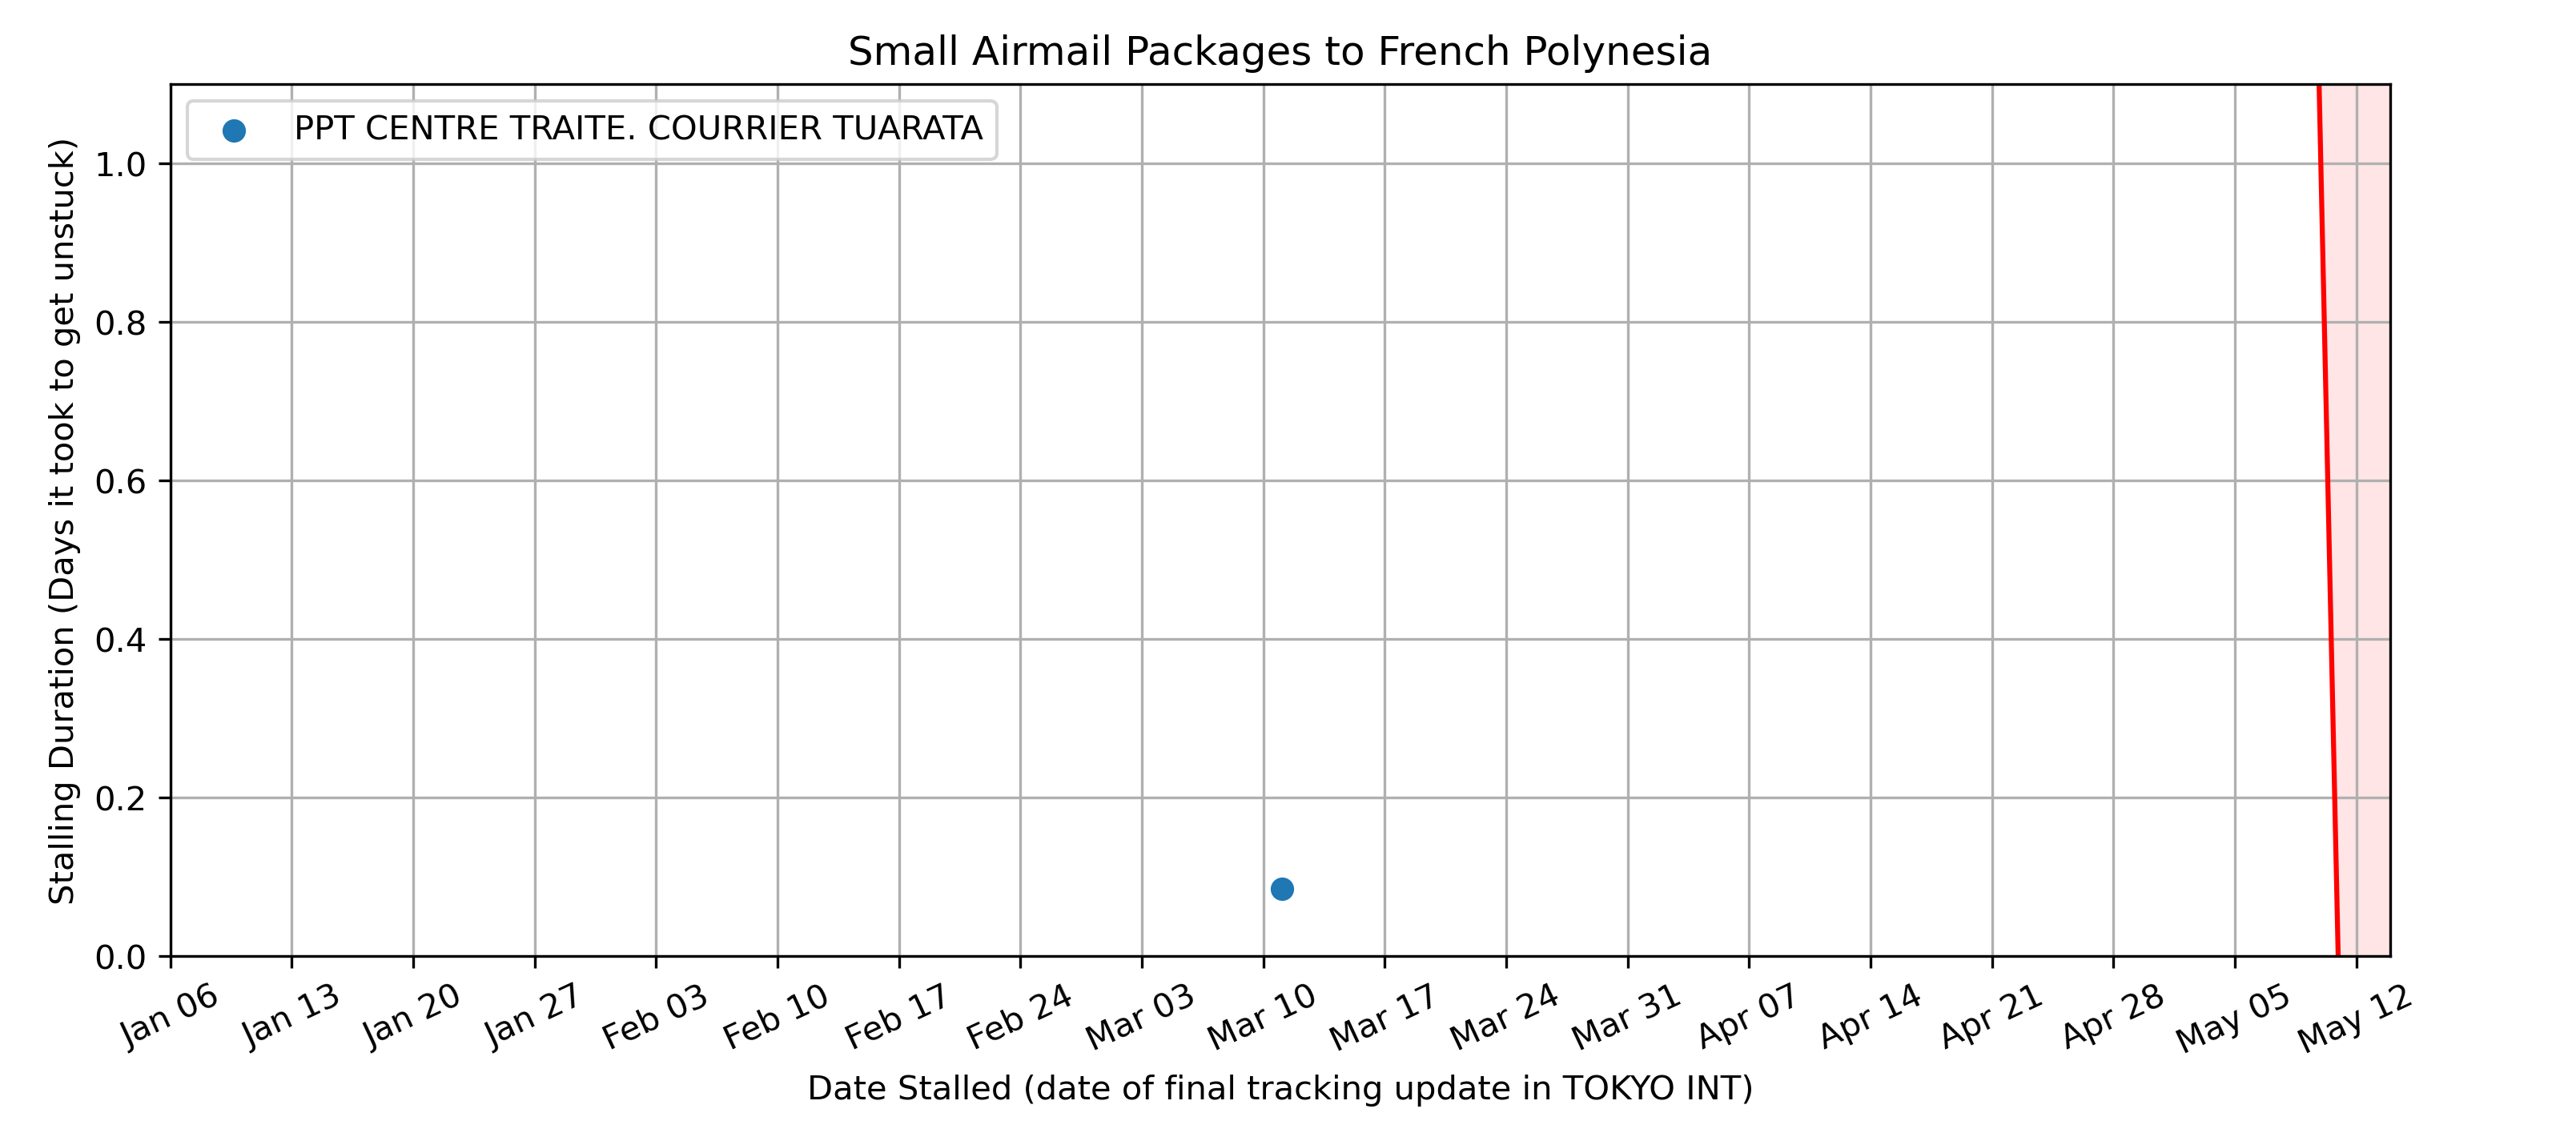 Small Airmail Packages to French Polynesia
PPT CENTRE TRAITE. COURRIER TUARATA
Stalling Duration (Days it took to get unstuck)
1.0
0.8
0.6
0.4
0.2
0.0
Jan 06 Jan 13 Jan 20 Jan 27 Feb 03 Feb 10 Feb 17 Feb 24 Mar 03 Mar 10 Mar 17 Mar 24 Mar 31 Apr 07 Apr 14 Apr 21 Apr 28 May 05 May 12
Date Stalled (date of final tracking update in TOKYO INT)